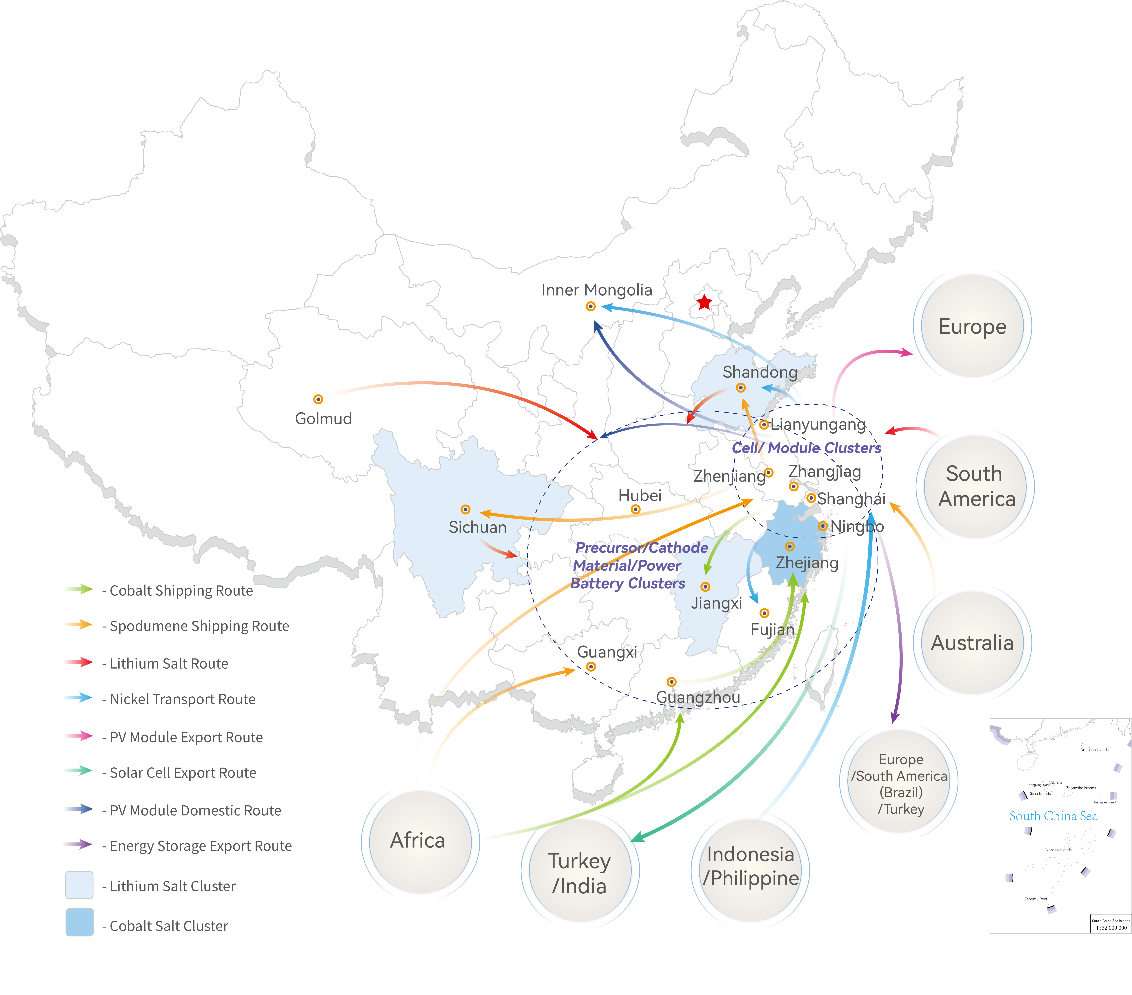 Inner Mongolia
Europe
Shandong
Golmud
Lianyungang
Cell/ Module Clusters
South
America
Zhenjiang
Zhangjiag
Hubei
Shanghai
Sichuan
Ningbo
Precursor/Cathode
Material/Power
Battery Clusters
Zhejiang
Jiangxi
Fujian
Australia
Guangxi
Guangzhou
- Cobalt Shipping Route
- Spodumene Shipping Route
- Lithium Salt Route
- Nickel Transport Route
- PV Module Export Route
- Solar Cell Export Route
- PV Module Domestic Route
- Energy Storage Export Route
- Lithium Salt Cluster
- Cobalt Salt Cluster
Europe
/South America
(Brazil)
/Turkey
Africa
Turkey
/India
Indonesia
/Philippine
South China Sea